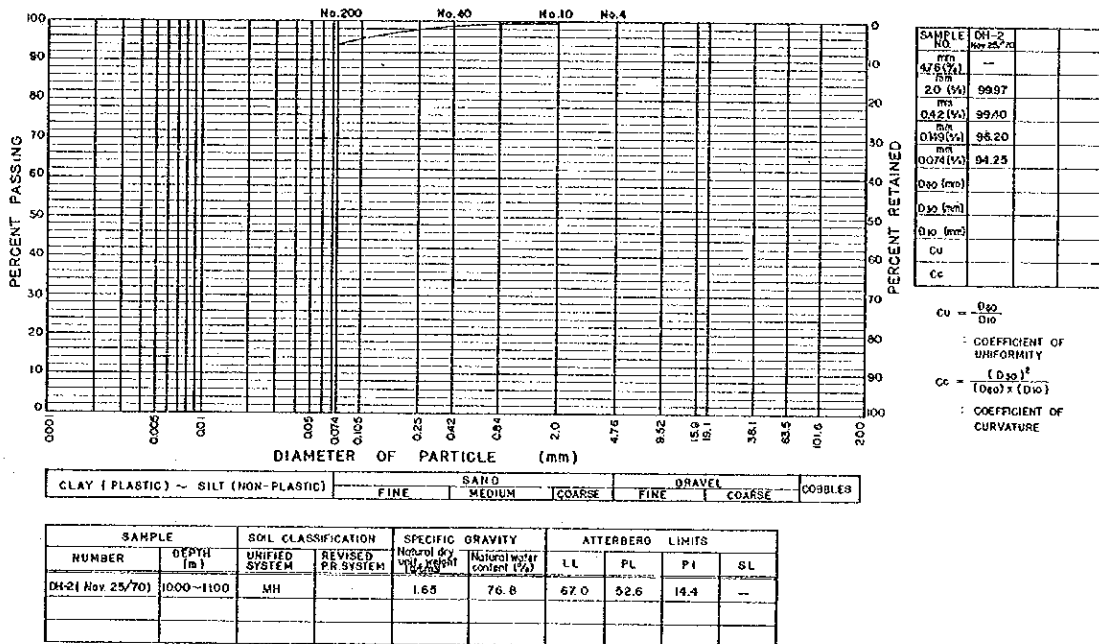 No.200 No.40 No.10 No.4
PERCENT PASSING
100
90
80
70
60
50
40
30
20
10
0
0
10
20
30
40
50
60
70
80
90
100
PERCENT RETAINED
0.001 0.005 0.01 0.05 0.074 0.105 0.25 0.42 0.84 2.0 4.76 9.52 15.9 19.1 38.1 63.5 101.6 200
DIAMETER OF PARTICLE (mm)
CLAY (PLASTIC) ~ SILT (NON-PLASTIC) SAND GRAVEL COBBLES
FINE MEDIUM COARSE FINE COARSE
SAMPLE NO. DH-2 Nov 25/70
mm 4.76 (%) —
mm 2.0 (%) 99.97
mm 0.42 (%) 99.10
mm 0.149 (%) 96.20
mm 0.074 (%) 94.25
D60 (mm)
D30 (mm)
D10 (mm)
Cu
Cc
Cu = D60 / D10
: COEFFICIENT OF
UNIFORMITY
Cc = (D30)² / (D60) x (D10)
: COEFFICIENT OF
CURVATURE
SAMPLE SOIL CLASSIFICATION SPECIFIC GRAVITY ATTERBERG LIMITS
NUMBER DEPTH (m) UNIFIED SYSTEM REVISED P.R. SYSTEM Natural dry unit weight Natural water content (%) LL PL PI SL
DH-2( Nov. 25/70) 10.00~11.00 MH 1.65 76.8 67.0 52.6 14.4 —